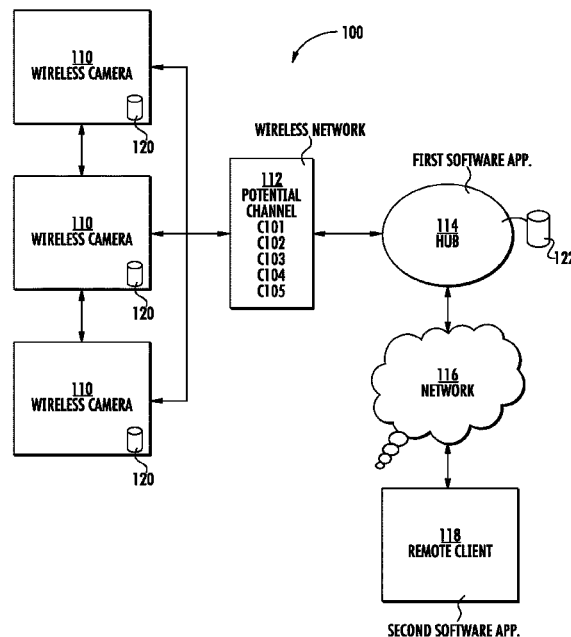 100
110
WIRELESS CAMERA
120
WIRELESS NETWORK
112
POTENTIAL
CHANNEL
C101
C102
C103
C104
C105
FIRST SOFTWARE APP.
114
HUB
122
110
WIRELESS CAMERA
120
116
NETWORK
110
WIRELESS CAMERA
120
118
REMOTE CLIENT
SECOND SOFTWARE APP.